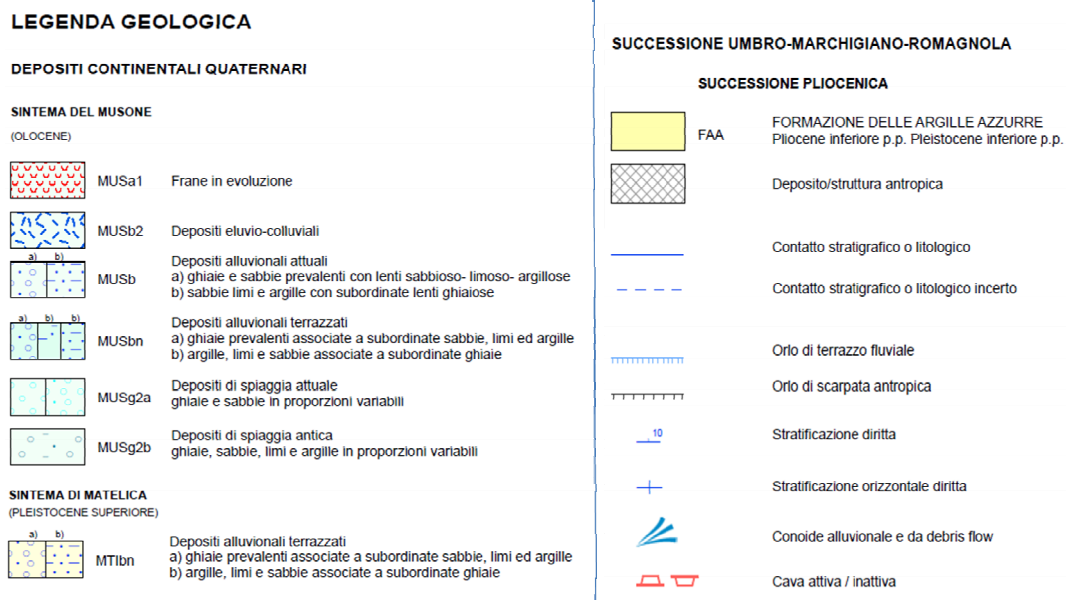 LEGENDA GEOLOGICA
DEPOSITI CONTINENTALI QUATERNARI
SINTEMA DEL MUSONE
(OLOCENE)
MUSa1 Frane in evoluzione
MUSb2 Depositi eluvio-colluviali
a) b)
Depositi alluvionali attuali
MUSb a) ghiaie e sabbie prevalenti con lenti sabbioso- limoso- argillose
b) sabbie limi e argille con subordinate lenti ghiaiose
a) b) b)
Depositi alluvionali terrazzati
MUSbn a) ghiaie prevalenti associate a subordinate sabbie, limi ed argille
b) argille, limi e sabbie associate a subordinate ghiaie
Depositi di spiaggia attuale
MUSg2a ghiaie e sabbie in proporzioni variabili
Depositi di spiaggia antica
MUSg2b ghiaie, sabbie, limi e argille in proporzioni variabili
SINTEMA DI MATELICA
(PLEISTOCENE SUPERIORE)
a) b)
Depositi alluvionali terrazzati
MTIbn a) ghiaie prevalenti associate a subordinate sabbie, limi ed argille
b) argille, limi e sabbie associate a subordinate ghiaie
SUCCESSIONE UMBRO-MARCHIGIANO-ROMAGNOLA
SUCCESSIONE PLIOCENICA
FORMAZIONE DELLE ARGILLE AZZURRE
FAA Pliocene inferiore p.p. Pleistocene inferiore p.p.
Deposito/struttura antropica
Contatto stratigrafico o litologico
Contatto stratigrafico o litologico incerto
Orlo di terrazzo fluviale
Orlo di scarpata antropica
10 Stratificazione diritta
Stratificazione orizzontale diritta
Conoide alluvionale e da debris flow
Cava attiva / inattiva